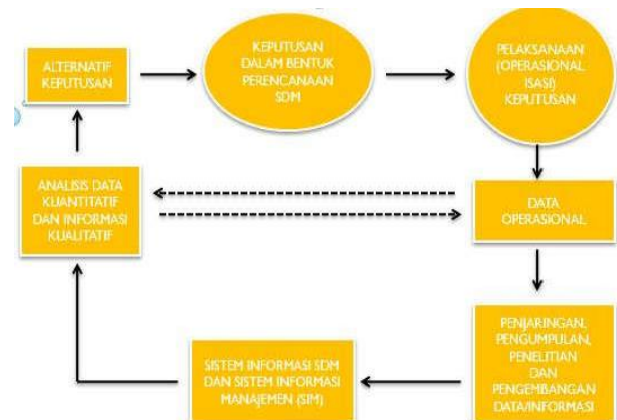 ALTERNATIF
KEPUTUSAN
KEPUTUSAN
DALAM BENTUK
PERENCANAAN
SDM
PELAKSANAAN
(OPERASIONAL
ISASI)
KEPUTUSAN
ANALISIS DATA
KUANTITATIF
DAN INFORMASI
KUALITATIF
DATA
OPERASIONAL
SISTEM INFORMASI SDM
DAN SISTEM INFORMASI
MANAJEMEN (SIM)
PENJARINGAN,
PENGUMPULAN,
PENELITIAN
DAN
PENGEMBANGAN
DATA/INFORMASI